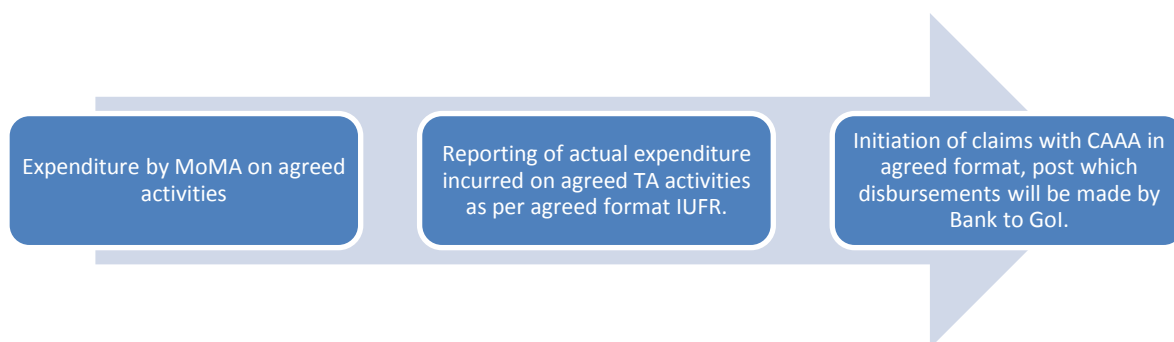 Expenditure by MoMA on agreed
activities
Reporting of actual expenditure
incurred on agreed TA activities
as per agreed format IUFR.
Initiation of claims with CAAA in
agreed format, post which
disbursements will be made by
Bank to GoI.